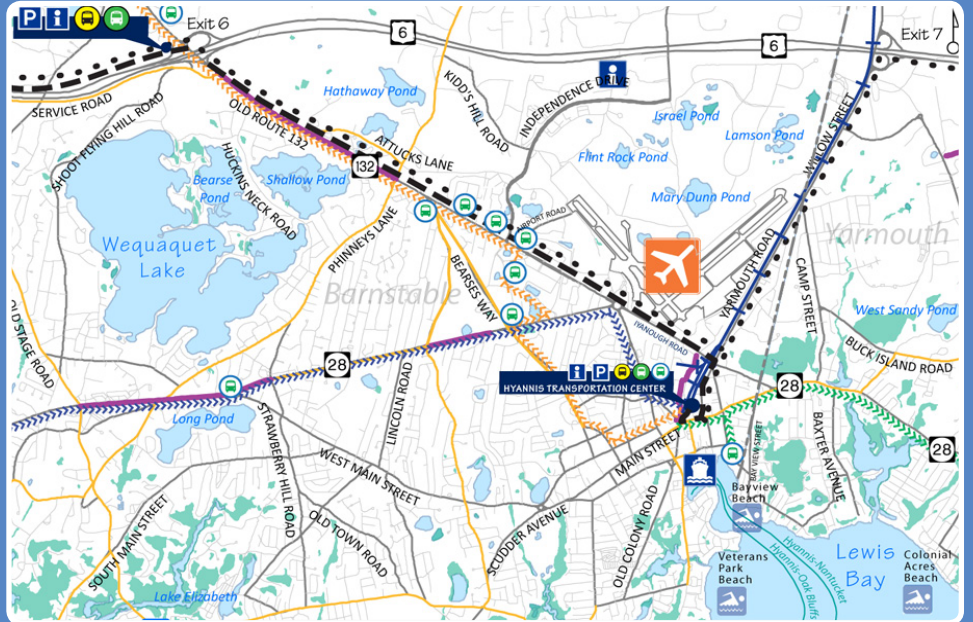 P
Exit 6
6
6
Exit 7
SERVICE ROAD
SHOOT FLYING HILL ROAD
OLD ROUTE 132
Hathaway Pond
KIDD'S HILL ROAD
INDEPENDENCE DRIVE
Israel Pond
Lamson Pond
WILLOW STREET
ATTUCKS LANE
132
HUCKINS NECK ROAD
Bearse
Pond
Shallow Pond
Flint Rock Pond
Mary Dunn Pond
Wequaquet
Lake
PHINNEYS LANE
AIRPORT ROAD
Yarmouth
YARMOUTH ROAD
Barnstable
BEARSES WAY
CAMP STREET
West Sandy Pond
OLD STAGE ROAD
IYANOUGH ROAD
BUCK ISLAND ROAD
28
P
HYANNIS TRANSPORTATION CENTER
28
Long Pond
LINCOLN ROAD
STRAWBERRY HILL ROAD
MAIN STREET
BAY VIEW STREET
BAXTER AVENUE
28
WEST MAIN STREET
Bayview
Beach
SOUTH MAIN STREET
OLD TOWN ROAD
SCUDDER AVENUE
OLD COLONY ROAD
Hyannis-Nantucket
Hyannis-Oak Bluffs
Veterans
Park
Beach
Lewis
Bay
Colonial
Acres
Beach
Lake Elizabeth